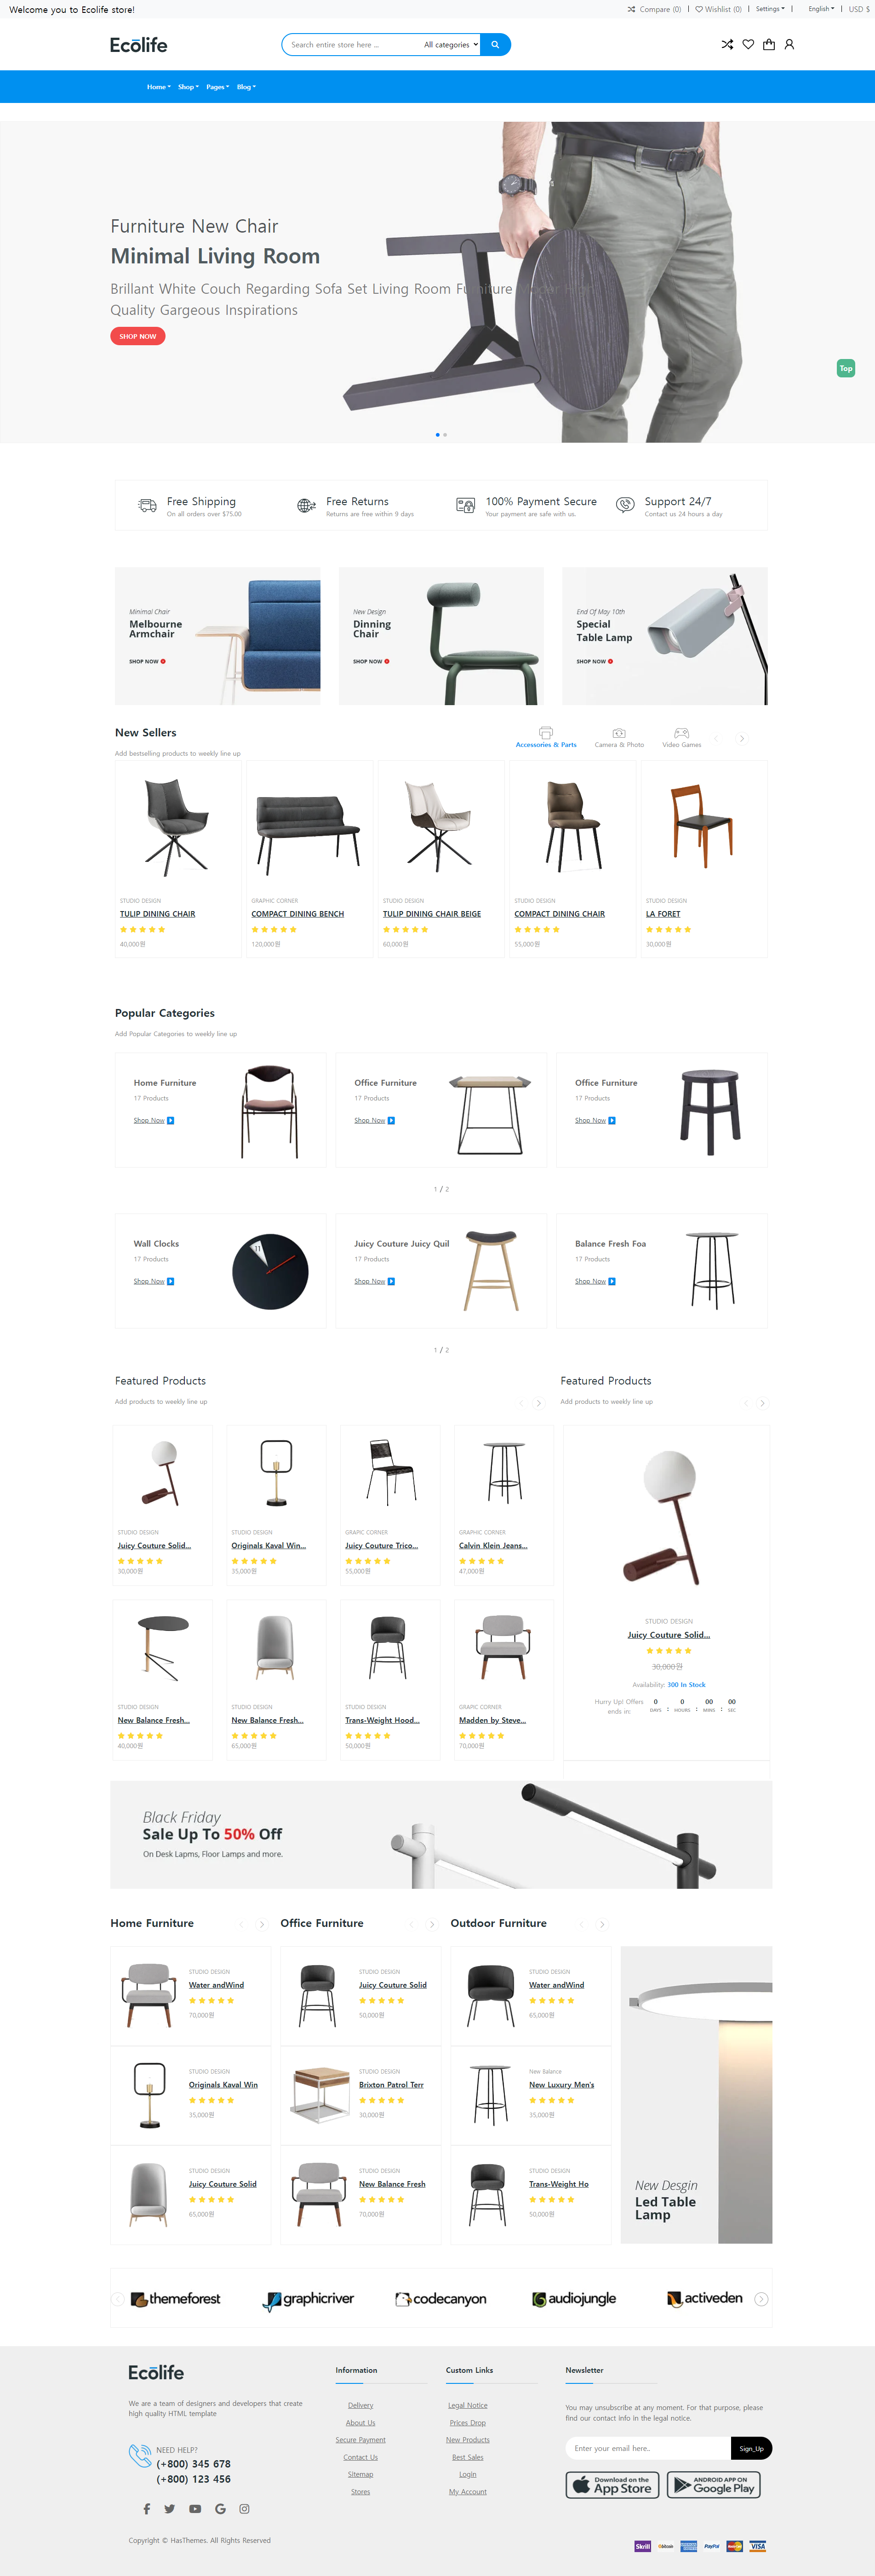 Welcome you to Ecolife store!
Compare (0)
Wishlist (0)
Settings
English
USD $
Ecolife
Search entire store here ...
All categories
Home
Shop
Pages
Blog
Furniture New Chair
Minimal Living Room
Brillant White Couch Regarding Sofa Set Living Room Furniture
Quality Gargeous Inspirations
SHOP NOW
Top
Free Shipping
On all orders over $75.00
Free Returns
Returns are free within 9 days
100% Payment Secure
Your payment are safe with us.
Support 24/7
Contact us 24 hours a day
Minimal Chair
Melbourne
Armchair
SHOP NOW
New Design
Dinning
Chair
SHOP NOW
End Of May 10th
Special
Table Lamp
SHOP NOW
New Sellers
Add bestselling products to weekly line up
Accessories & Parts
Camera & Photo
Video Games
STUDIO DESIGN
TULIP DINING CHAIR
40,000원
GRAPHIC CORNER
COMPACT DINING BENCH
120,000원
STUDIO DESIGN
TULIP DINING CHAIR BEIGE
60,000원
STUDIO DESIGN
COMPACT DINING CHAIR
55,000원
STUDIO DESIGN
LA FORET
30,000원
Popular Categories
Add Popular Categories to weekly line up
Home Furniture
17 Products
Shop Now
Office Furniture
17 Products
Shop Now
Office Furniture
17 Products
Shop Now
1 / 2
Wall Clocks
17 Products
Shop Now
11
Juicy Couture Juicy Quil
17 Products
Shop Now
Balance Fresh Foa
17 Products
Shop Now
1 / 2
Featured Products
Add products to weekly line up
STUDIO DESIGN
Juicy Couture Solid...
30,000원
STUDIO DESIGN
Originals Kaval Win...
35,000원
GRAPIC CORNER
Juicy Couture Trico...
55,000원
GRAPHIC CORNER
Calvin Klein Jeans...
47,000원
STUDIO DESIGN
New Balance Fresh...
40,000원
STUDIO DESIGN
New Balance Fresh...
65,000원
STUDIO DESIGN
Trans-Weight Hood...
50,000원
GRAPIC CORNER
Madden by Steve...
70,000원
Featured Products
Add products to weekly line up
STUDIO DESIGN
Juicy Couture Solid...
30,000원
Availability: 300 In Stock
Hurry Up! Offers
ends in:
0 : 0 : 00 : 00
DAYS HOURS MINS SEC
Black Friday
Sale Up To 50% Off
On Desk Lapms, Floor Lamps and more.
Home Furniture
STUDIO DESIGN
Water andWind
70,000원
STUDIO DESIGN
Originals Kaval Win
35,000원
STUDIO DESIGN
Juicy Couture Solid
65,000원
Office Furniture
STUDIO DESIGN
Juicy Couture Solid
50,000원
STUDIO DESIGN
Brixton Patrol Terr
30,000원
STUDIO DESIGN
New Balance Fresh
70,000원
Outdoor Furniture
STUDIO DESIGN
Water andWind
65,000원
New Balance
New Luxury Men's
35,000원
STUDIO DESIGN
Trans-Weight Ho
50,000원
New Desgin
Led Table
Lamp
themeforest
graphicriver
codecanyon
audiojungle
activeden
Ecolife
We are a team of designers and developers that create
high quality HTML template
NEED HELP?
(+800) 345 678
(+800) 123 456
Copyright © HasThemes. All Rights Reserved
Information
Delivery
About Us
Secure Payment
Contact Us
Sitemap
Stores
Custom Links
Legal Notice
Prices Drop
New Products
Best Sales
Login
My Account
Newsletter
You may unsubscribe at any moment. For that purpose, please
find our contact info in the legal notice.
Enter your email here..
Sign_Up
Download on the
App Store
ANDROID APP ON
Google Play
Skrill
bitcoin
PayPal
VISA